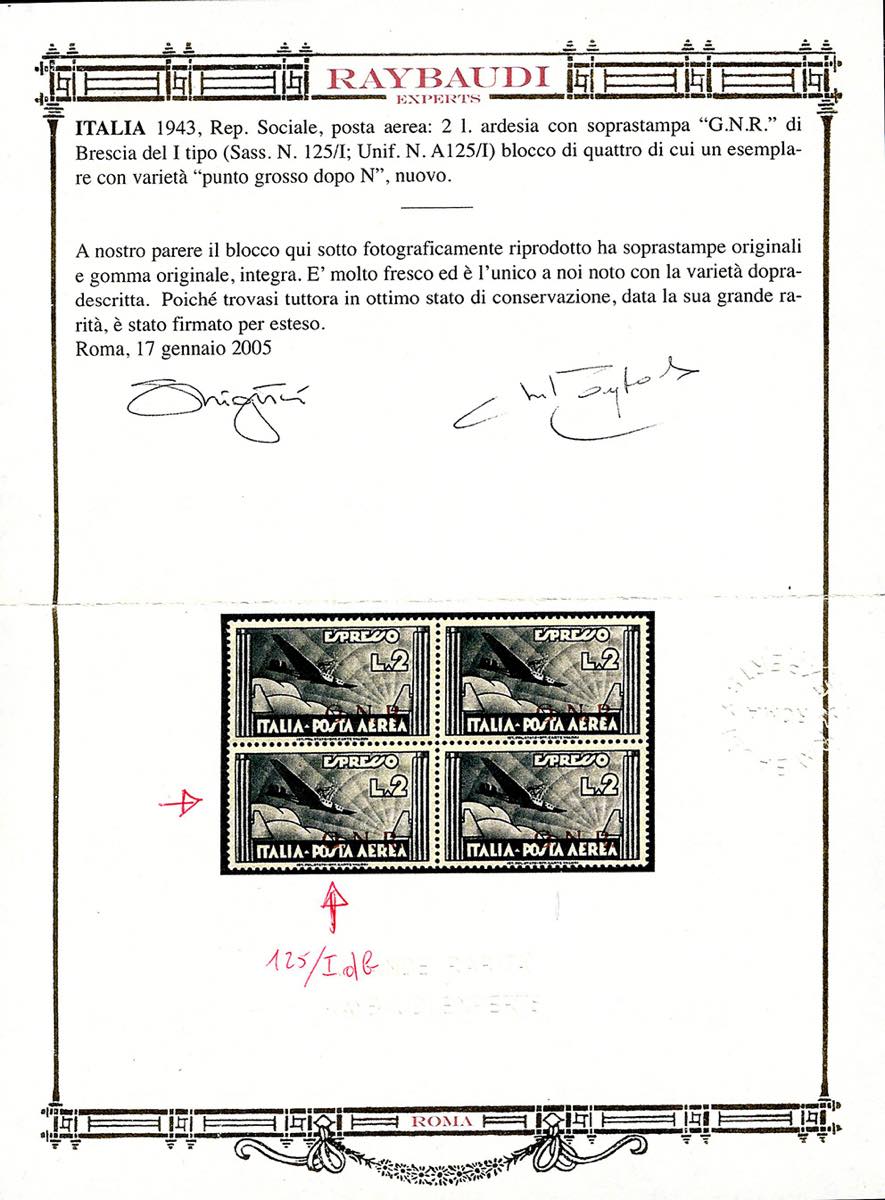 RAYBAUDI
EXPERTS
ITALIA 1943, Rep. Sociale, posta aerea: 2 l. ardesia con soprastampa “G.N.R.” di
Brescia del I tipo (Sass. N. 125/I; Unif. N. A125/I) blocco di quattro di cui un esempla-
re con varietà “punto grosso dopo N”, nuovo.
A nostro parere il blocco qui sotto fotograficamente riprodotto ha soprastampe originali
e gomma originale, integra. E’ molto fresco ed è l’unico a noi noto con la varietà dopra-
descritta. Poiché trovasi tuttora in ottimo stato di conservazione, data la sua grande ra-
rità, è stato firmato per esteso.
Roma, 17 gennaio 2005
ESPRESSO ESPRESSO
L.2 L.2
G.N.R. G.N.R.
ITALIA-POSTA AEREA ITALIA-POSTA AEREA
ESPRESSO ESPRESSO
L.2 L.2
G.N.R. G.N.R.
ITALIA-POSTA AEREA ITALIA-POSTA AEREA
125/I
ROMA